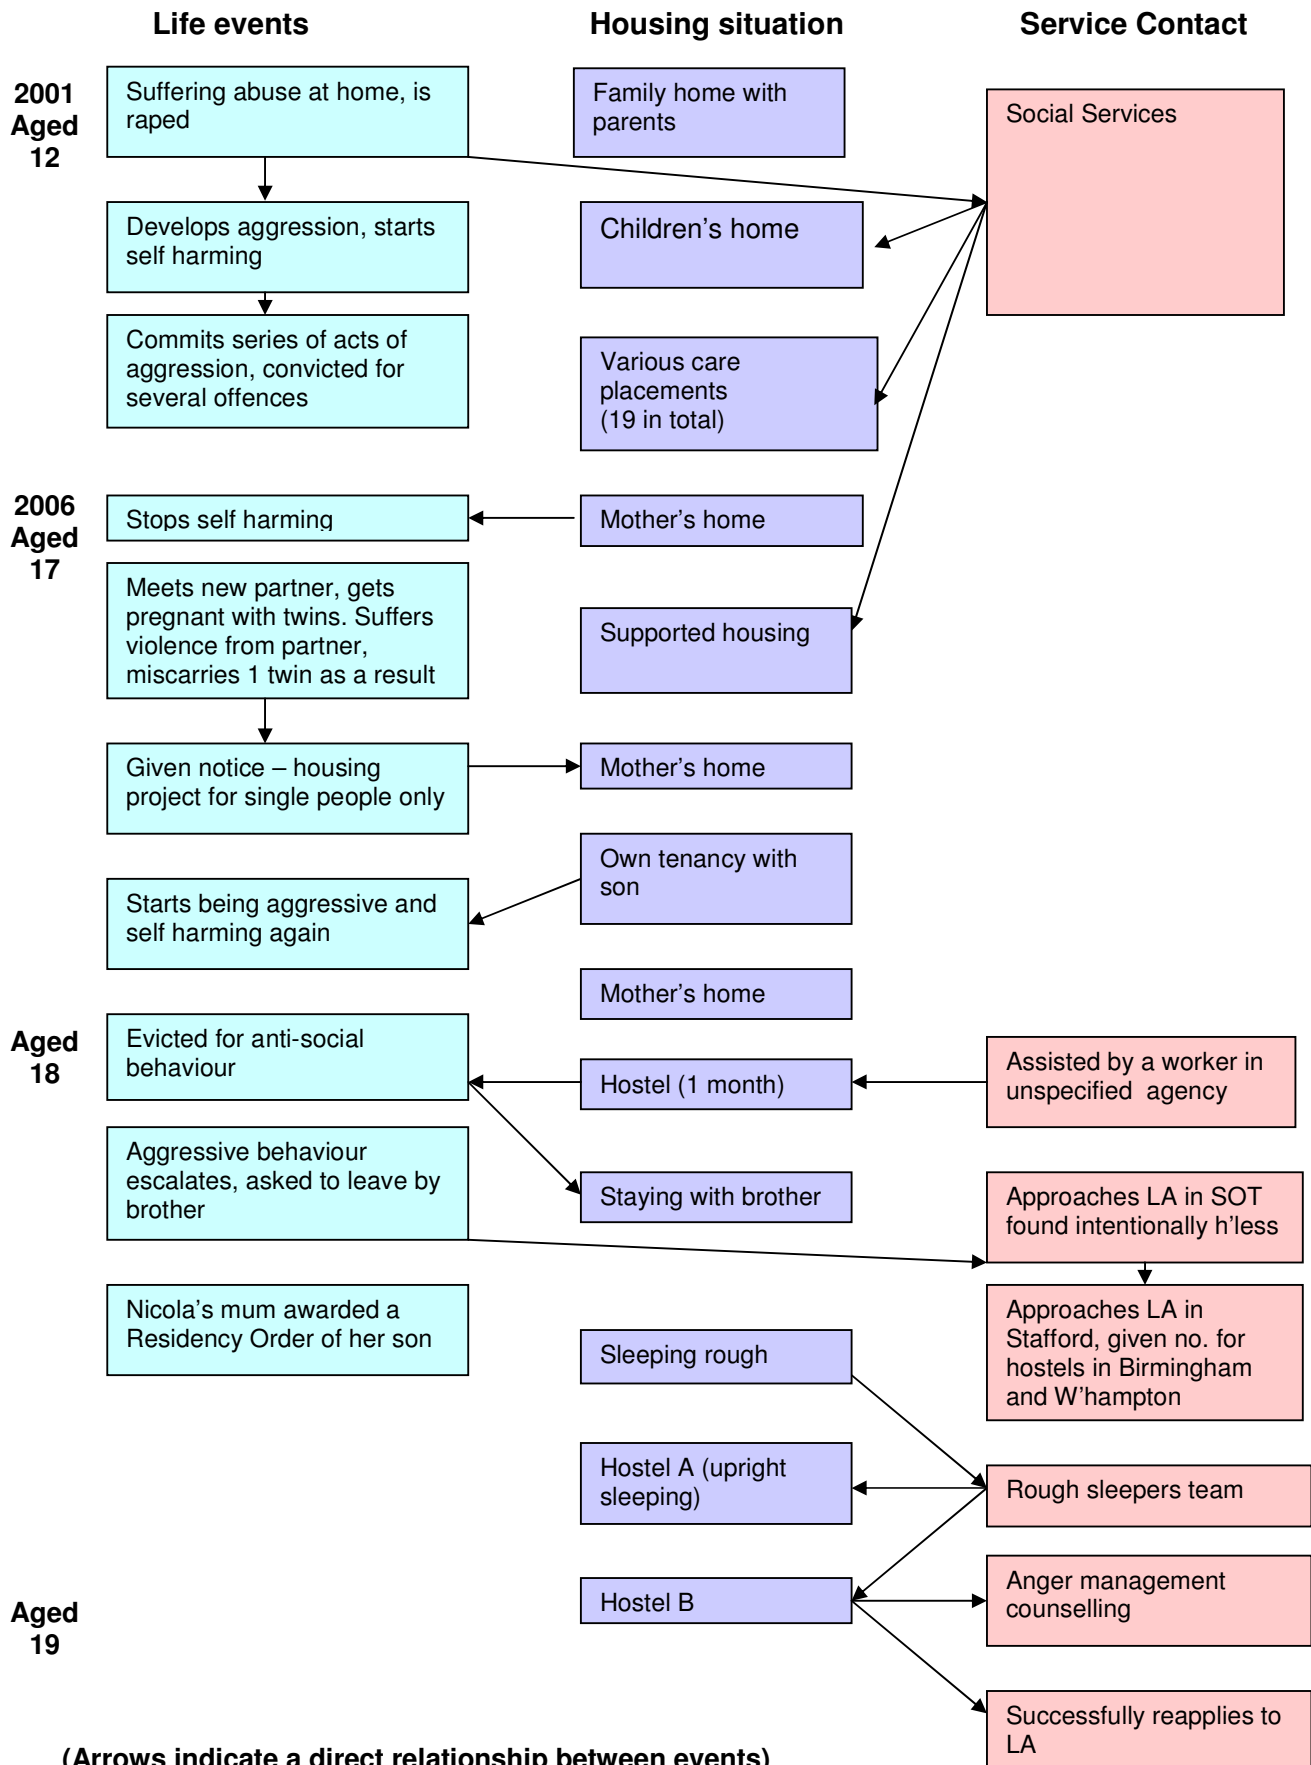 Life events
Housing situation
Service Contact
2001
Aged
12
Suffering abuse at home, is
raped
Family home with
parents
Social Services
Develops aggression, starts
self harming
Children's home
Commits series of acts of
aggression, convicted for
several offences
Various care
placements
(19 in total)
2006
Aged
17
Stops self harming
Mother's home
Meets new partner, gets
pregnant with twins. Suffers
violence from partner,
miscarries 1 twin as a result
Supported housing
Given notice – housing
project for single people only
Mother's home
Own tenancy with
son
Starts being aggressive and
self harming again
Mother's home
Aged
18
Evicted for anti-social
behaviour
Hostel (1 month)
Assisted by a worker in
unspecified agency
Aggressive behaviour
escalates, asked to leave by
brother
Staying with brother
Approaches LA in SOT
found intentionally h'less
Nicola's mum awarded a
Residency Order of her son
Sleeping rough
Approaches LA in
Stafford, given no. for
hostels in Birmingham
and W'hampton
Hostel A (upright
sleeping)
Rough sleepers team
Aged
19
Hostel B
Anger management
counselling
Successfully reapplies to
LA
(Arrows indicate a direct relationship between events)